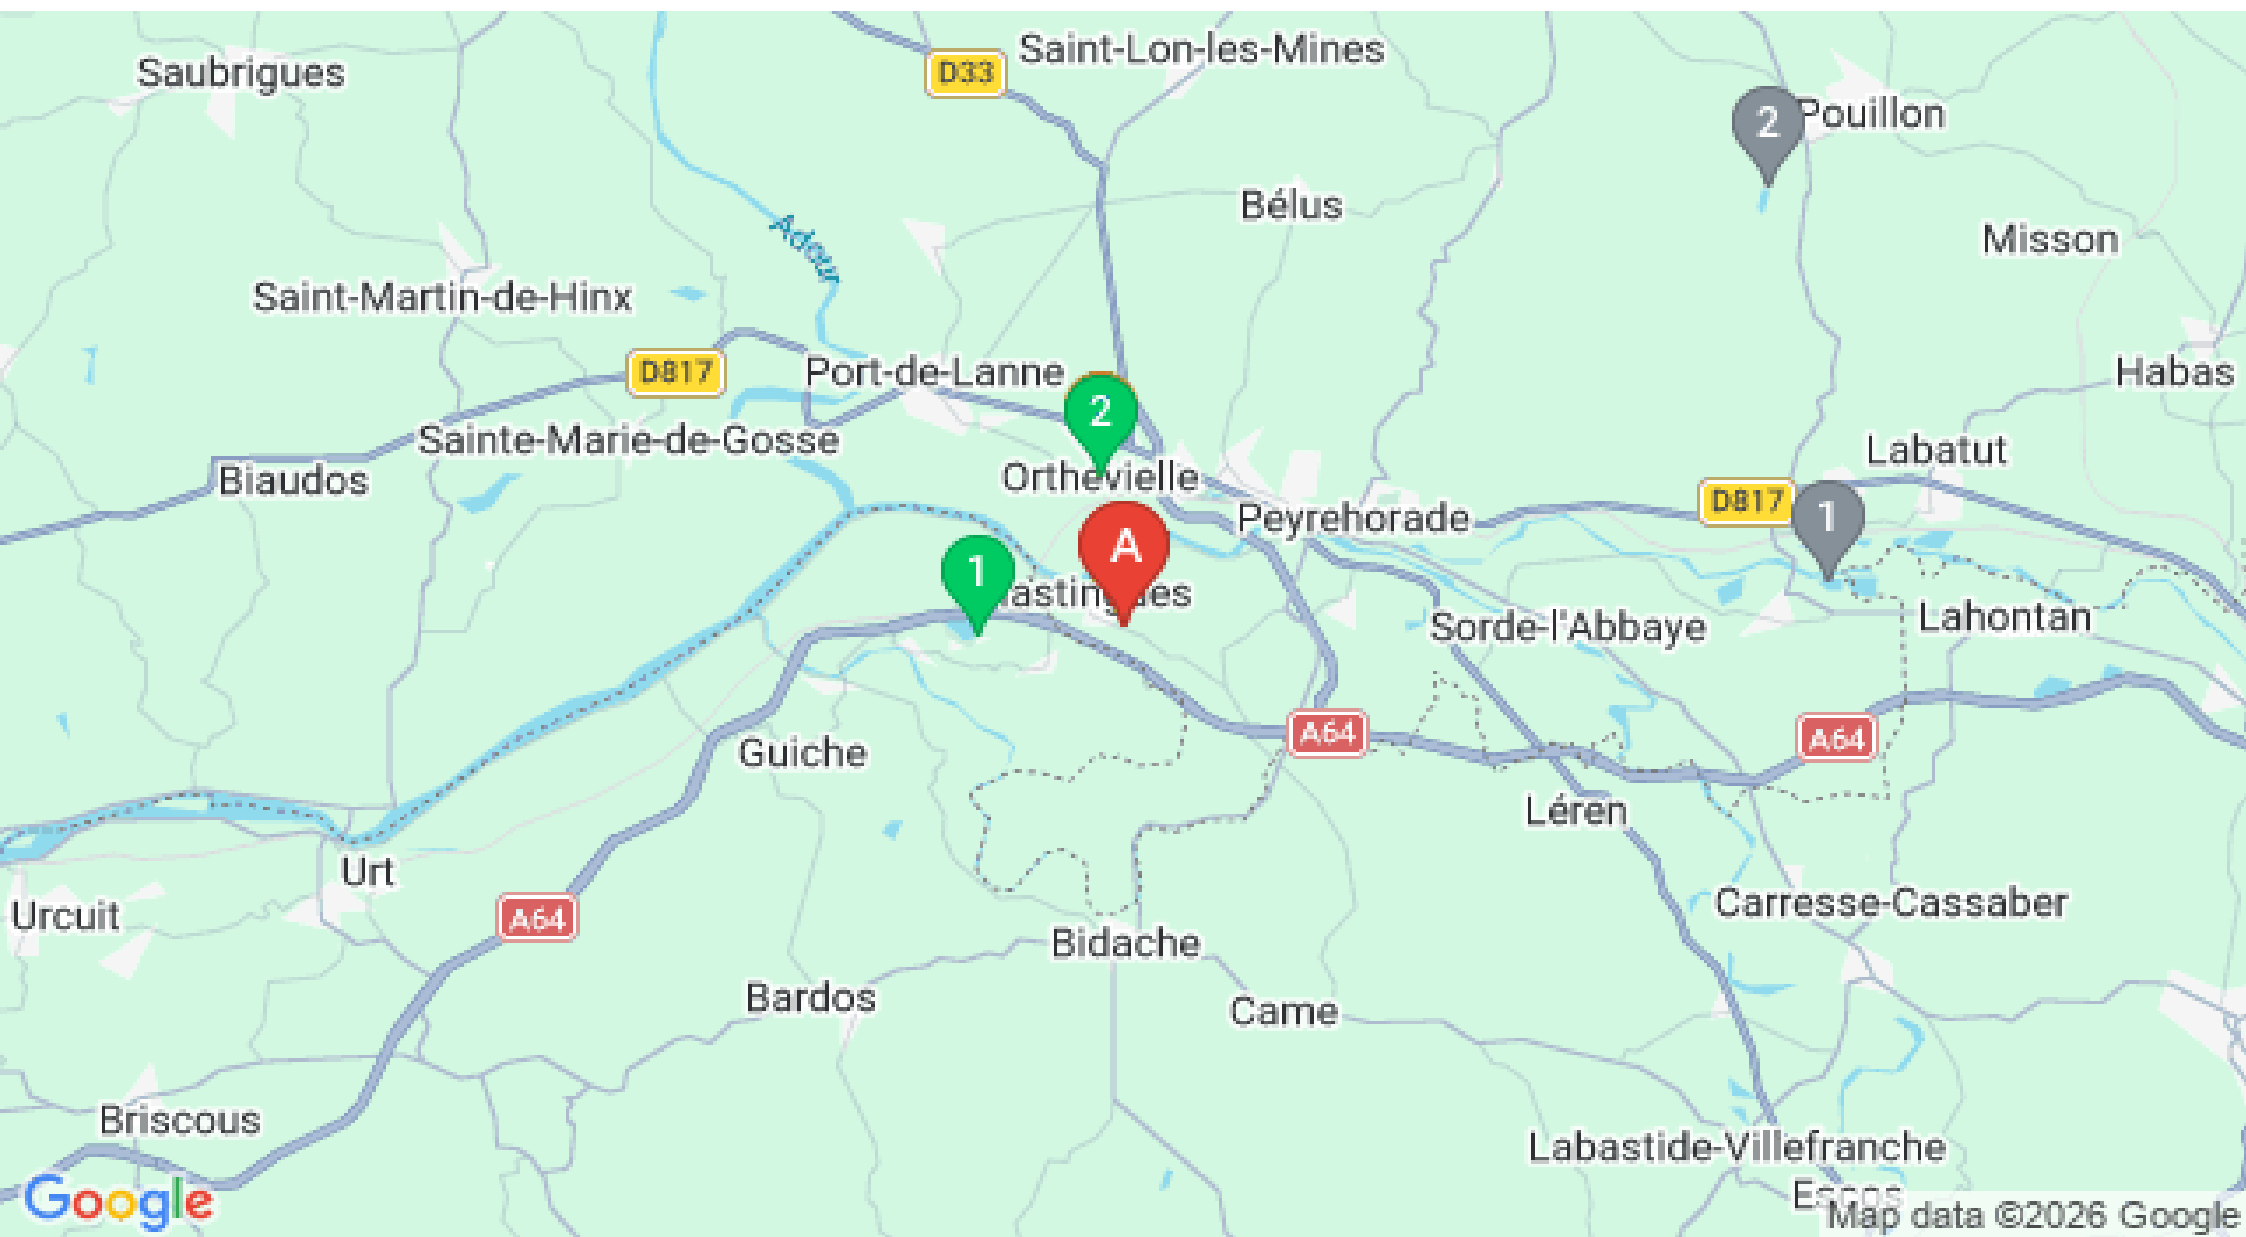 Saint-Lon-les-Mines
Saubrigues
D33
Pouillon
2
Bélus
Adour
Misson
Saint-Martin-de-Hinx
D817
Port-de-Lanne
Habas
2
Sainte-Marie-de-Gosse
Labatut
Biaudos
Orthevielle
D817
Peyrehorade
1
A
1
Lahontan
Sorde-l'Abbaye
A64
A64
Guiche
Léren
Urt
Urcuit
A64
Carresse-Cassaber
Bidache
Bardos
Came
Briscous
Labastide-Villefranche
Escos
Google
Map data ©2026 Google